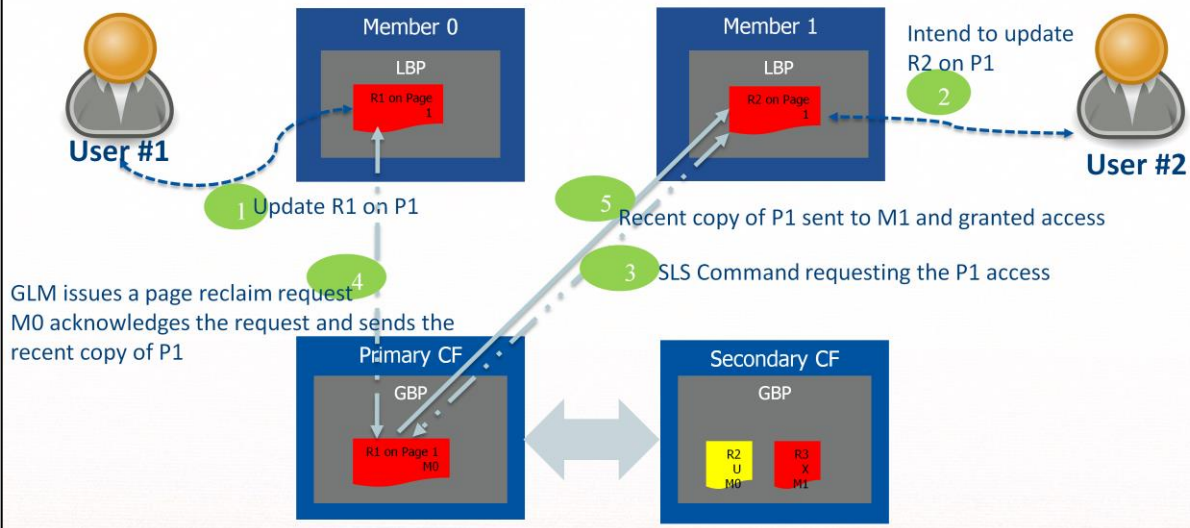 Member 0
LBP
R1 on Page
1
Member 1
LBP
R2 on Page
1
Intend to update
R2 on P1
2
User #1
User #2
1
Update R1 on P1
5
Recent copy of P1 sent to M1 and granted access
3
SLS Command requesting the P1 access
4
GLM issues a page reclaim request
M0 acknowledges the request and sends the
recent copy of P1
Primary CF
GBP
R1 on Page 1
M0
Secondary CF
GBP
R2
U
M0
R3
X
M1